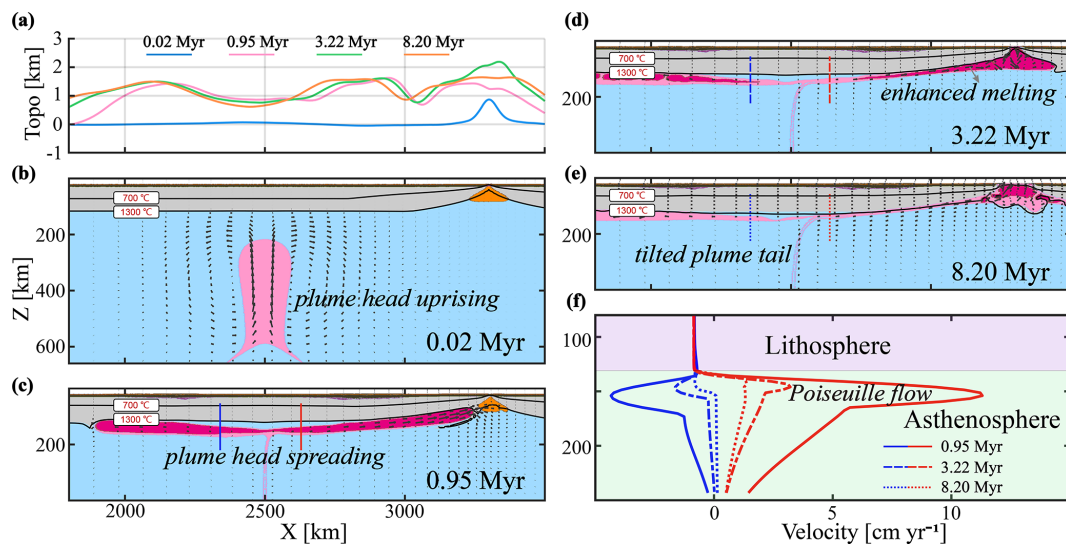 (a)
0.02 Myr
0.95 Myr
3.22 Myr
8.20 Myr
Topo [km]
3
2
1
0
-1
(b)
700 °C
1300 °C
200
400
600
Z [km]
plume head uprising
0.02 Myr
(c)
700 °C
1300 °C
200
plume head spreading
0.95 Myr
2000
2500
3000
X [km]
(d)
700 °C
1300 °C
200
enhanced melting
3.22 Myr
(e)
700 °C
1300 °C
200
tilted plume tail
8.20 Myr
(f)
100
200
Lithosphere
Poiseuille flow
Asthenosphere
0.95 Myr
3.22 Myr
8.20 Myr
0
5
10
Velocity [cm yr⁻¹]